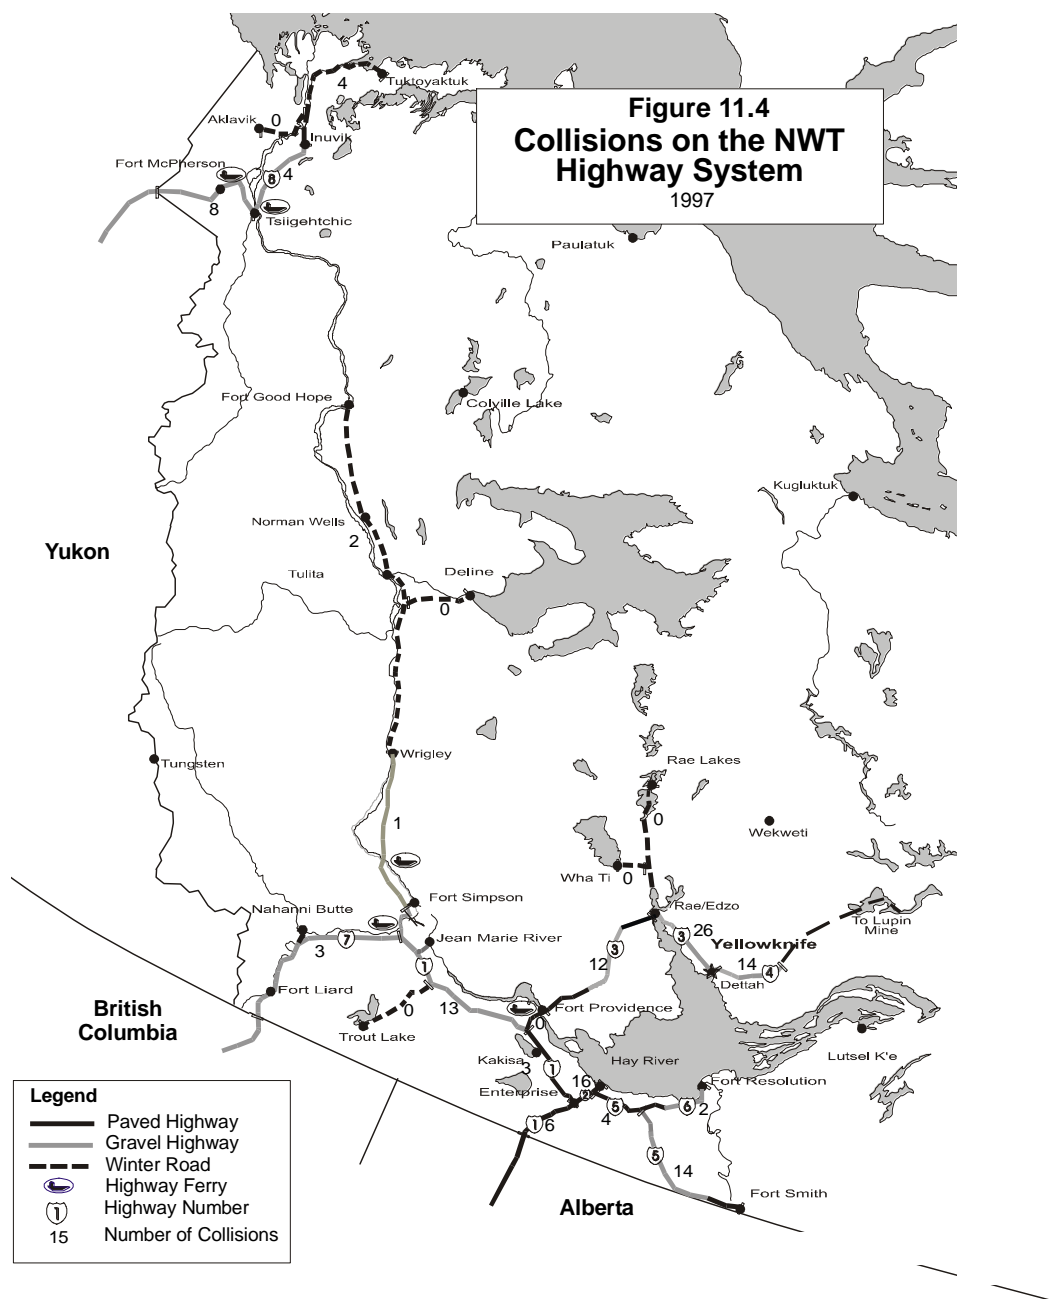 Figure 11.4
Collisions on the NWT
Highway System
1997
Tuktoyaktuk
4
Aklavik
0
Inuvik
Fort McPherson
8
4
8
Tsiigehtchic
Paulatuk
Fort Good Hope
Colville Lake
Kugluktuk
Norman Wells
2
Yukon
Tulita
Deline
0
Wrigley
Tungsten
Rae Lakes
0
1
Wekweti
Wha Ti
0
Fort Simpson
Nahanni Butte
Rae/Edzo
To Lupin
Mine
7
3
Jean Marie River
3
26
3
Yellowknife
1
12
14
4
Dettah
Fort Liard
British
Columbia
0
13
Fort Providence
0
Trout Lake
Lutsel K'e
Kakisa
3
1
Hay River
Enterprise
16
2
Fort Resolution
1
6
5
4
6
2
5
14
Fort Smith
Alberta
Legend
Paved Highway
Gravel Highway
Winter Road
Highway Ferry
1
Highway Number
15
Number of Collisions